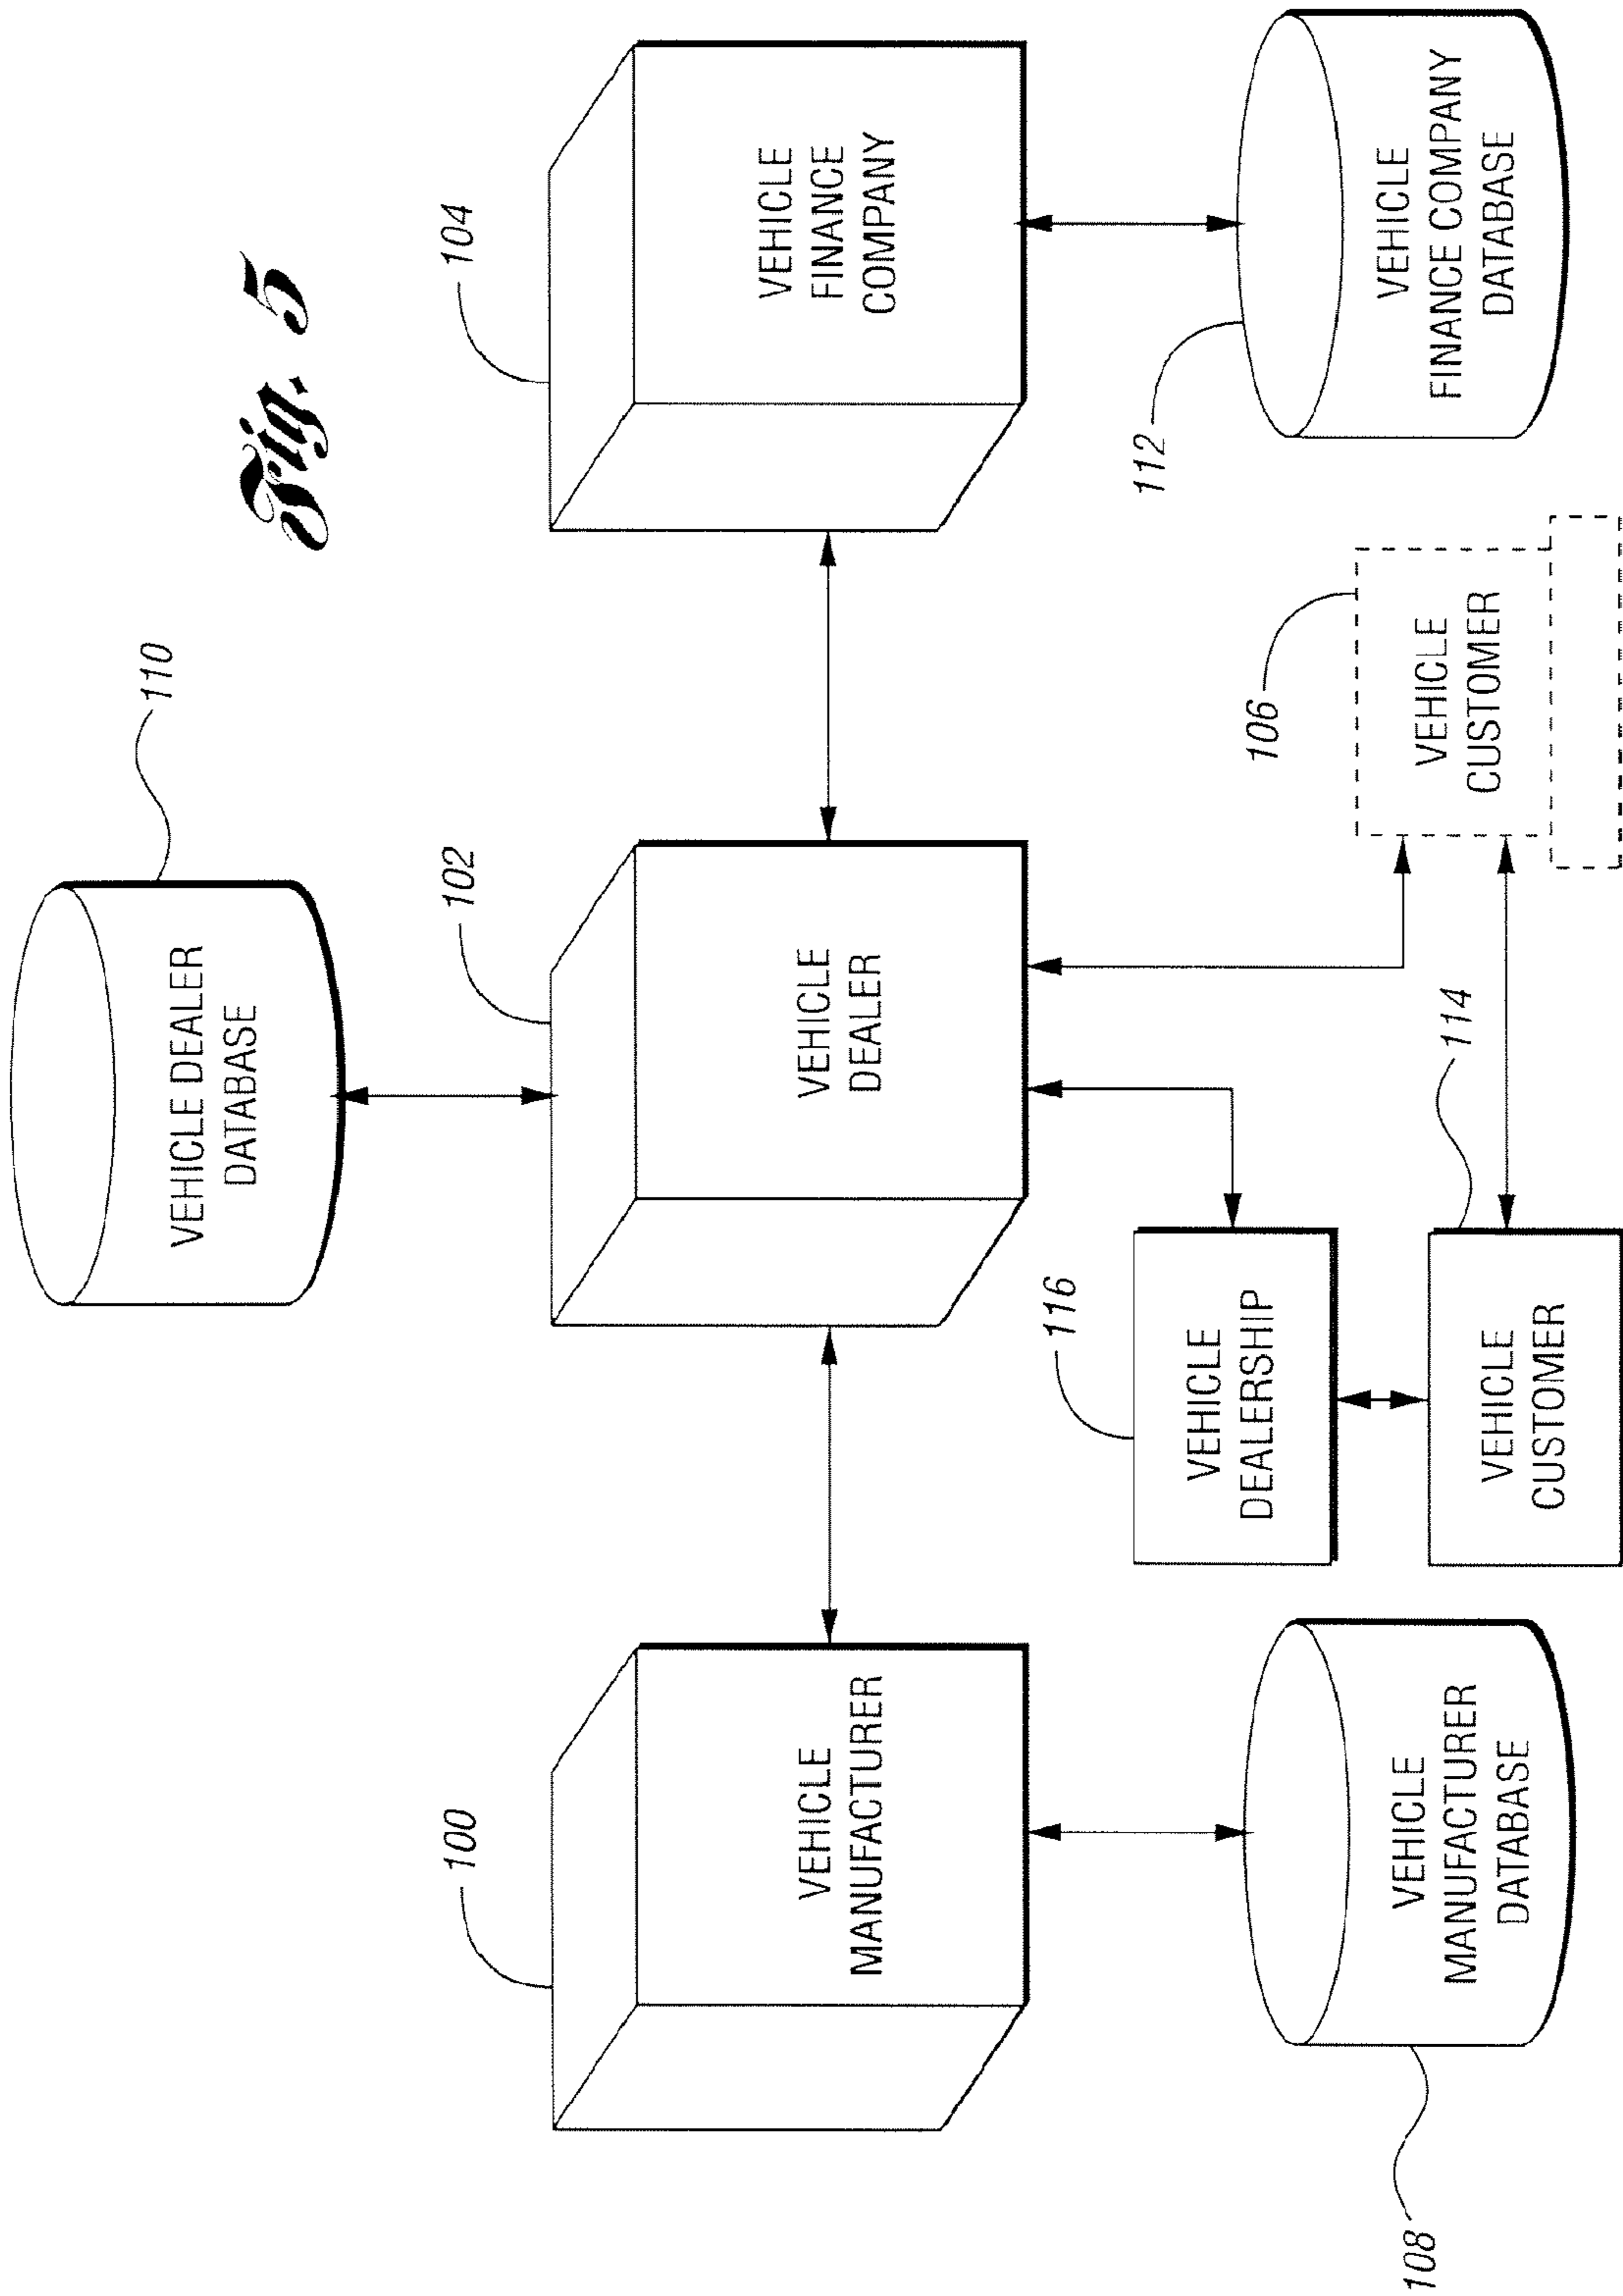 Fig. 5
110
VEHICLE DEALER
DATABASE
100
102
104
VEHICLE
MANUFACTURER
VEHICLE
DEALER
VEHICLE
FINANCE
COMPANY
116
VEHICLE
DEALERSHIP
106
VEHICLE
CUSTOMER
112
VEHICLE
FINANCE COMPANY
DATABASE
108
VEHICLE
MANUFACTURER
DATABASE
114
VEHICLE
CUSTOMER